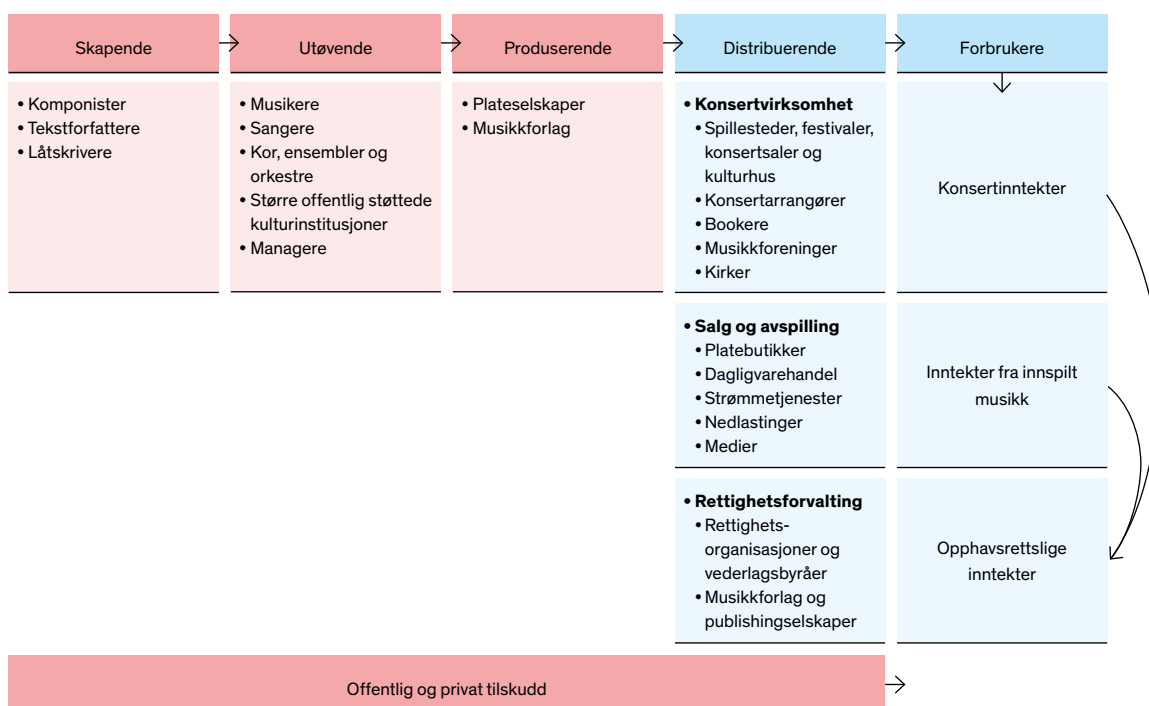 Skapende
Utøvende
Produserende
Distribuerende
Forbrukere
• Komponister
• Tekstforfattere
• Låtskrivere
• Musikere
• Sangere
• Kor, ensembler og
orkestre
• Større offentlig støttede
kulturinstitusjoner
• Managere
• Plateselskaper
• Musikkforlag
• Konsertvirksomhet
• Spillesteder, festivaler,
konsertsaler og
kulturhus
• Konsertarrangører
• Bookere
• Musikkforeninger
• Kirker
Konsertinntekter
• Salg og avspilling
• Platebutikker
• Dagligvarehandel
• Strømmetjenester
• Nedlastinger
• Medier
Inntekter fra innspilt
musikk
• Rettighetsforvalting
• Rettighets-
organisasjoner og
vederlagsbyråer
• Musikkforlag og
publishingselskaper
Opphavsrettslige
inntekter
Offentlig og privat tilskudd